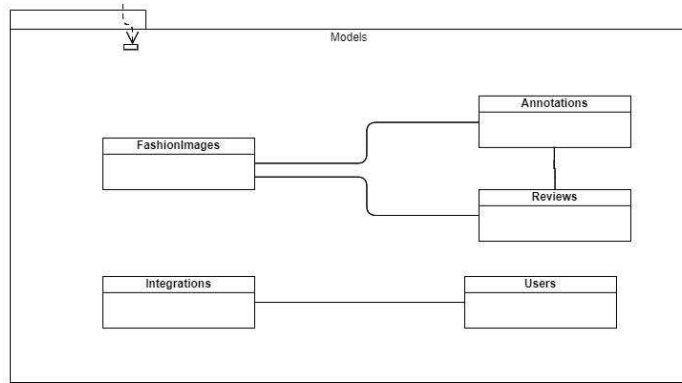 Models
Annotations
FashionImages
Reviews
Integrations
Users